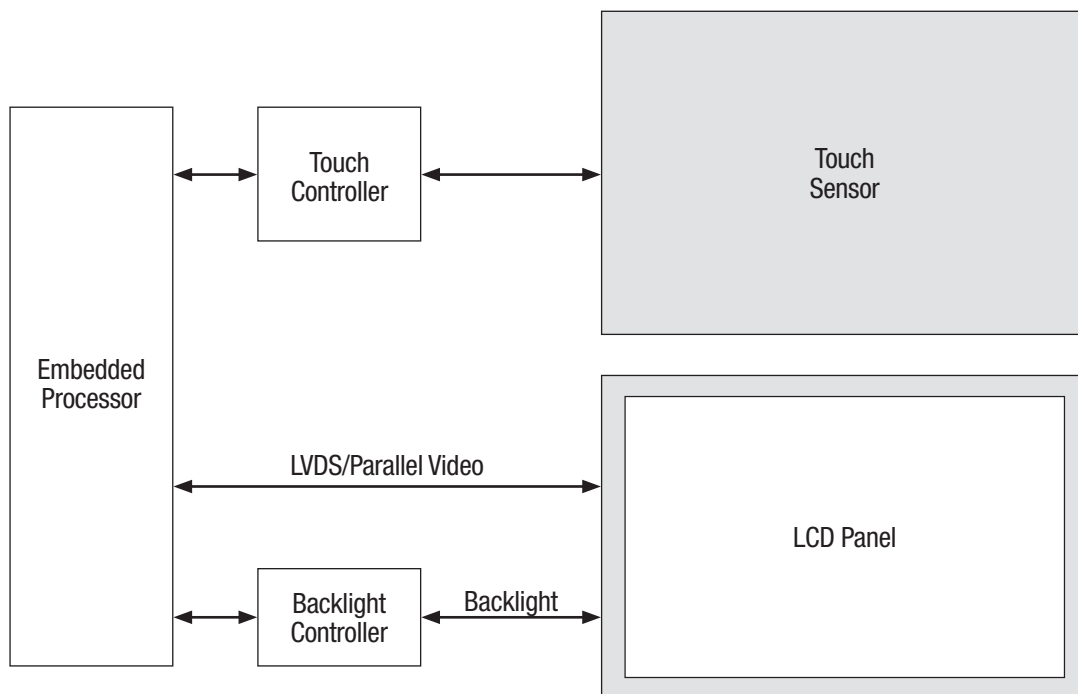 Touch
Controller
Touch
Sensor
Embedded
Processor
LVDS/Parallel Video
LCD Panel
Backlight
Controller
Backlight